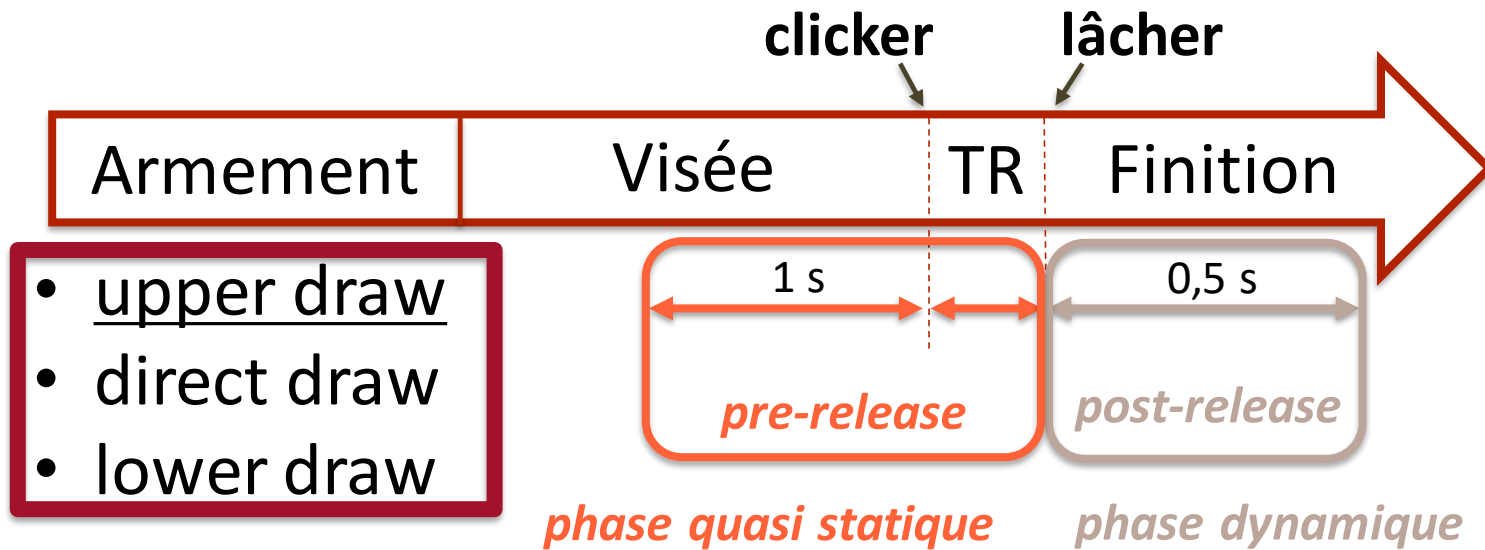 clicker lâcher
Armement Visée TR Finition
• upper draw
• direct draw
• lower draw
1 s 0,5 s
pre-release post-release
phase quasi statique phase dynamique